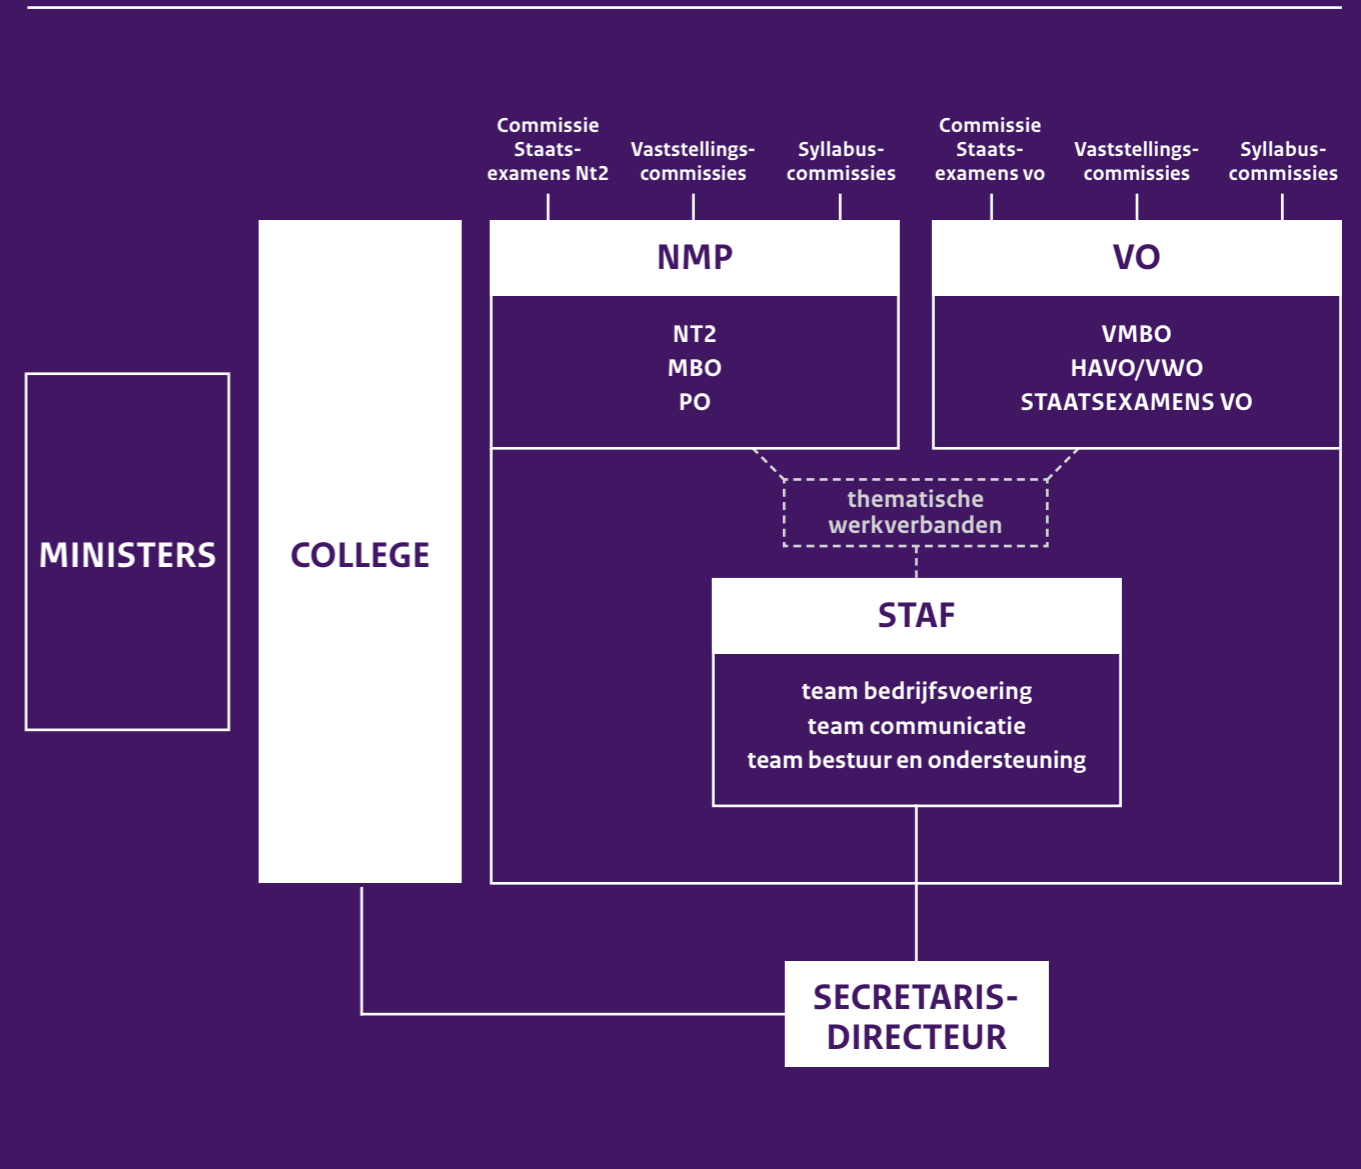 Commissie
Staats-
examens Nt2
Vaststellings-
commissies
Syllabus-
commissies
Commissie
Staats-
examens vo
Vaststellings-
commissies
Syllabus-
commissies
NMP
NT2
MBO
PO
VO
VMBO
HAVO/VWO
STAATSEXAMENS VO
thematische
werkverbanden
MINISTERS
COLLEGE
STAF
team bedrijfsvoering
team communicatie
team bestuur en ondersteuning
SECRETARIS-
DIRECTEUR